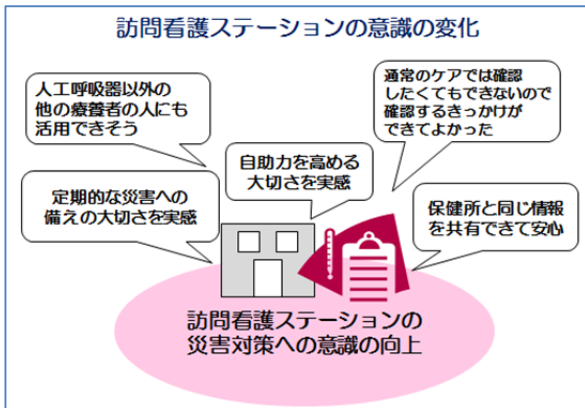 訪問看護ステーションの意識の変化
人工呼吸器以外の
他の療養者の人にも
活用できそう
通常のケアでは確認
したくてもできないので
確認するきっかけが
できてよかった
自助力を高める
大切さを実感
定期的な災害への
備えの大切さを実感
保健所と同じ情報
を共有できて安心
訪問看護ステーションの
災害対策への意識の向上